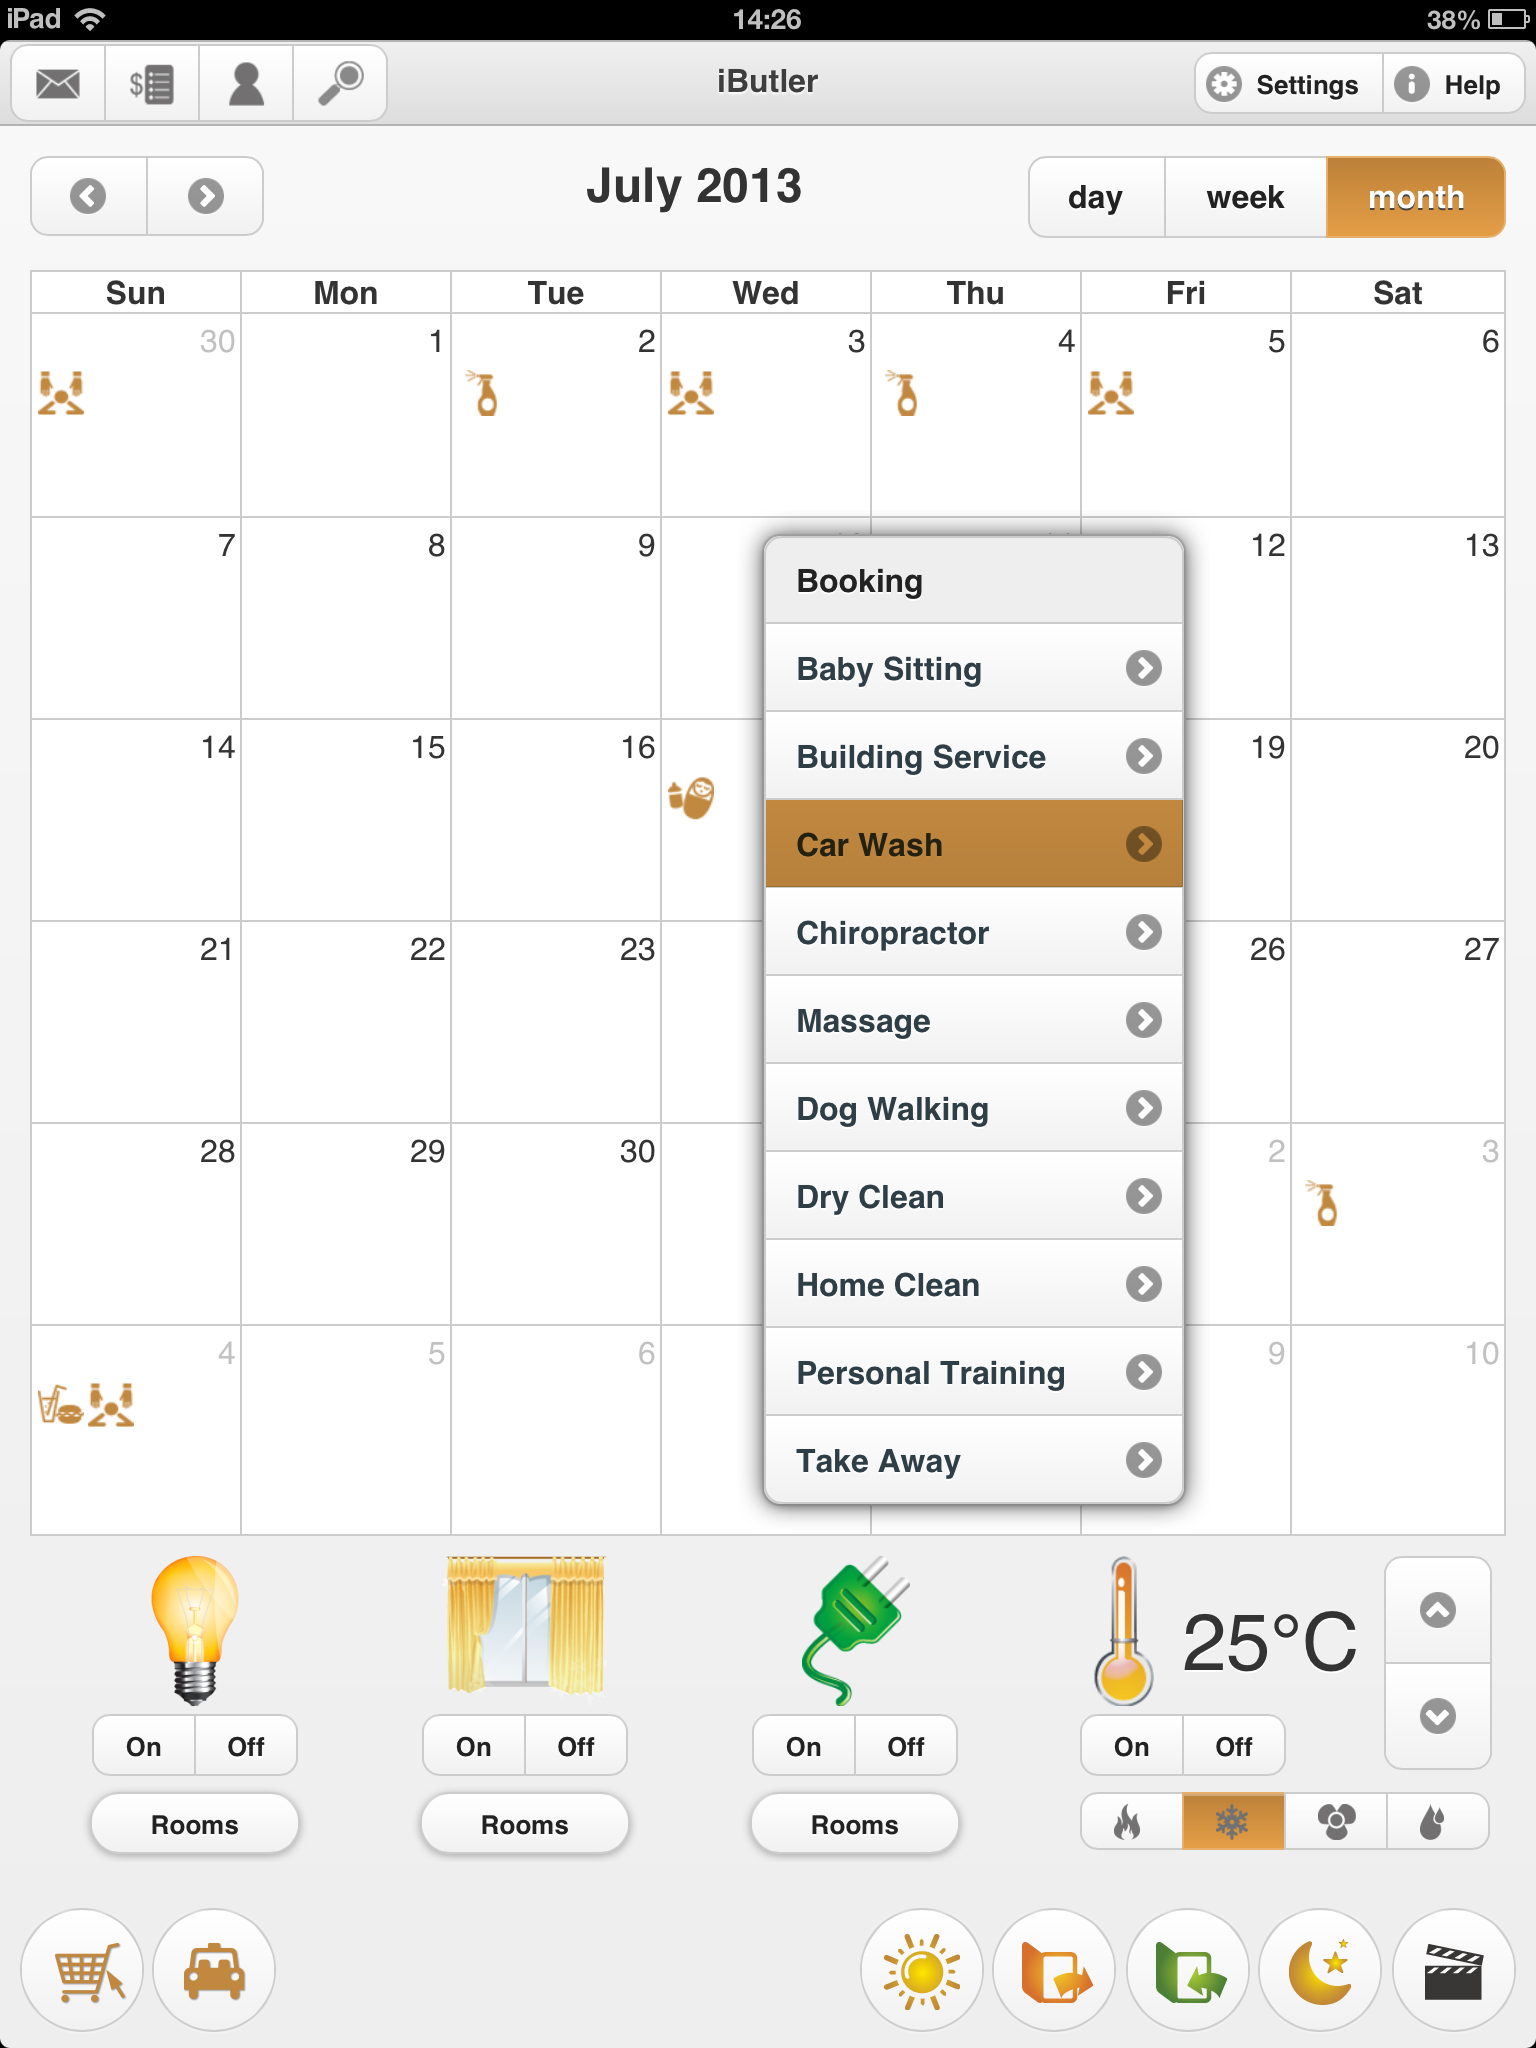 iPad 14:26 38%
$ iButler Settings Help
July 2013 day week month
Sun Mon Tue Wed Thu Fri Sat
30 1 2 3 4 5 6
7 8 9 12 13
Booking
Baby Sitting
14 15 16 19 20
Building Service
Car Wash
Chiropractor
21 22 23 26 27
Massage
Dog Walking
28 29 30 2 3
Dry Clean
Home Clean
4 5 6 9 10
Personal Training
Take Away
25°C
On Off On Off On Off On Off
Rooms Rooms Rooms